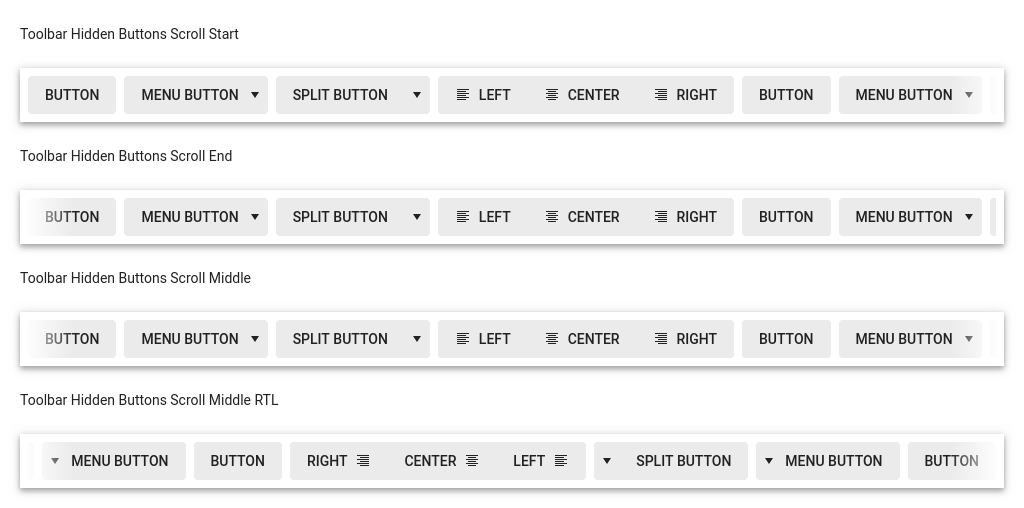 Toolbar Hidden Buttons Scroll Start
BUTTON MENU BUTTON SPLIT BUTTON LEFT CENTER RIGHT BUTTON MENU BUTTON
Toolbar Hidden Buttons Scroll End
BUTTON MENU BUTTON SPLIT BUTTON LEFT CENTER RIGHT BUTTON MENU BUTTON
Toolbar Hidden Buttons Scroll Middle
BUTTON MENU BUTTON SPLIT BUTTON LEFT CENTER RIGHT BUTTON MENU BUTTON
Toolbar Hidden Buttons Scroll Middle RTL
MENU BUTTON BUTTON RIGHT CENTER LEFT SPLIT BUTTON MENU BUTTON BUTTON